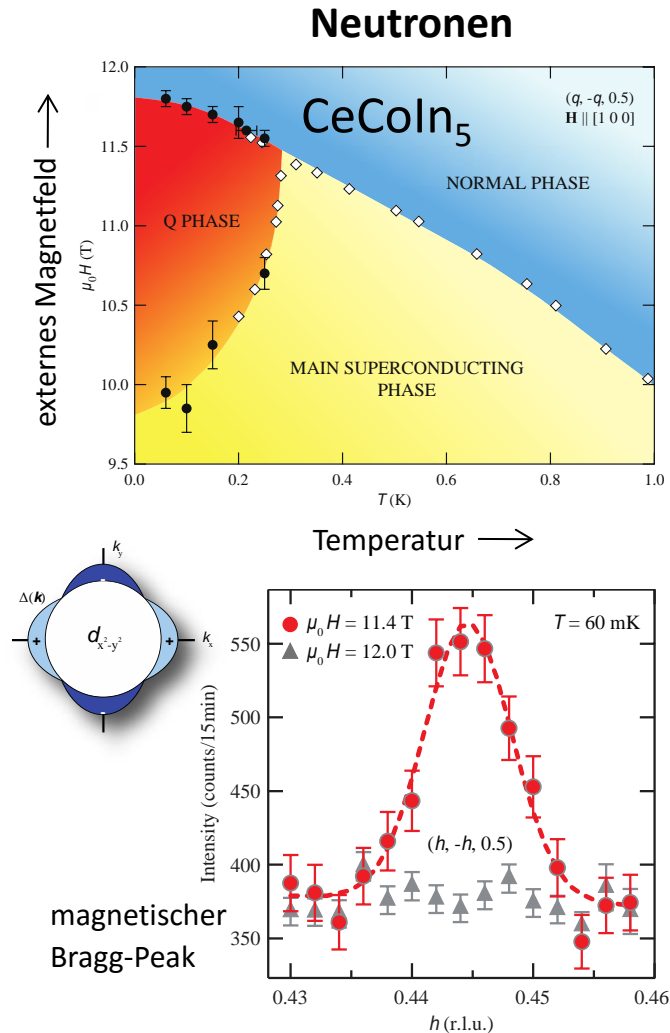 Neutronen
externes Magnetfeld
μ₀H (T)
12.0
11.5
11.0
10.5
10.0
9.5
CeCoIn₅
(q, -q, 0.5)
H || [1 0 0]
NORMAL PHASE
Q PHASE
MAIN SUPERCONDUCTING
PHASE
0.0
0.2
0.4
0.6
0.8
1.0
T (K)
Temperatur
k_y
Δ(k)
-
+
d_x²-y²
+
k_x
-
magnetischer
Bragg-Peak
Intensity (counts/15min)
550
500
450
400
350
μ₀H = 11.4 T
μ₀H = 12.0 T
T = 60 mK
(h, -h, 0.5)
0.43
0.44
0.45
0.46
h (r.l.u.)